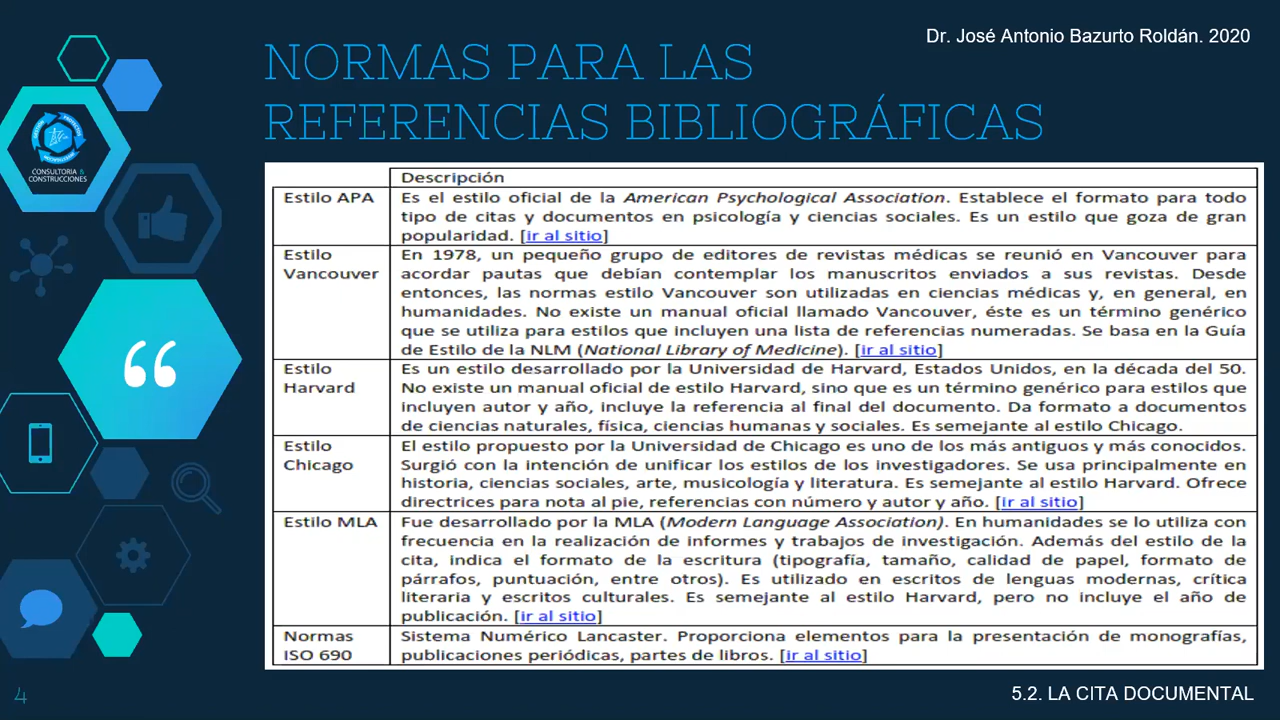 Dr. José Antonio Bazurto Roldán. 2020
NORMAS PARA LAS
REFERENCIAS BIBLIOGRÁFICAS
CONSULTORIA &
CONSTRUCCIONES
Descripción
Estilo APA
Es el estilo oficial de la American Psychological Association. Establece el formato para todo
tipo de citas y documentos en psicología y ciencias sociales. Es un estilo que goza de gran
popularidad. [ir al sitio]
Estilo
Vancouver
En 1978, un pequeño grupo de editores de revistas médicas se reunió en Vancouver para
acordar pautas que debían contemplar los manuscritos enviados a sus revistas. Desde
entonces, las normas estilo Vancouver son utilizadas en ciencias médicas y, en general, en
humanidades. No existe un manual oficial llamado Vancouver, éste es un término genérico
que se utiliza para estilos que incluyen una lista de referencias numeradas. Se basa en la Guía
de Estilo de la NLM (National Library of Medicine). [ir al sitio]
Estilo
Harvard
Es un estilo desarrollado por la Universidad de Harvard, Estados Unidos, en la década del 50.
No existe un manual oficial de estilo Harvard, sino que es un término genérico para estilos que
incluyen autor y año, incluye la referencia al final del documento. Da formato a documentos
de ciencias naturales, física, ciencias humanas y sociales. Es semejante al estilo Chicago.
Estilo
Chicago
El estilo propuesto por la Universidad de Chicago es uno de los más antiguos y más conocidos.
Surgió con la intención de unificar los estilos de los investigadores. Se usa principalmente en
historia, ciencias sociales, arte, musicología y literatura. Es semejante al estilo Harvard. Ofrece
directrices para nota al pie, referencias con número y autor y año. [ir al sitio]
Estilo MLA
Fue desarrollado por la MLA (Modern Language Association). En humanidades se lo utiliza con
frecuencia en la realización de informes y trabajos de investigación. Además del estilo de la
cita, indica el formato de la escritura (tipografía, tamaño, calidad de papel, formato de
párrafos, puntuación, entre otros). Es utilizado en escritos de lenguas modernas, crítica
literaria y escritos culturales. Es semejante al estilo Harvard, pero no incluye el año de
publicación. [ir al sitio]
Normas
ISO 690
Sistema Numérico Lancaster. Proporciona elementos para la presentación de monografías,
publicaciones periódicas, partes de libros. [ir al sitio]
4
5.2. LA CITA DOCUMENTAL